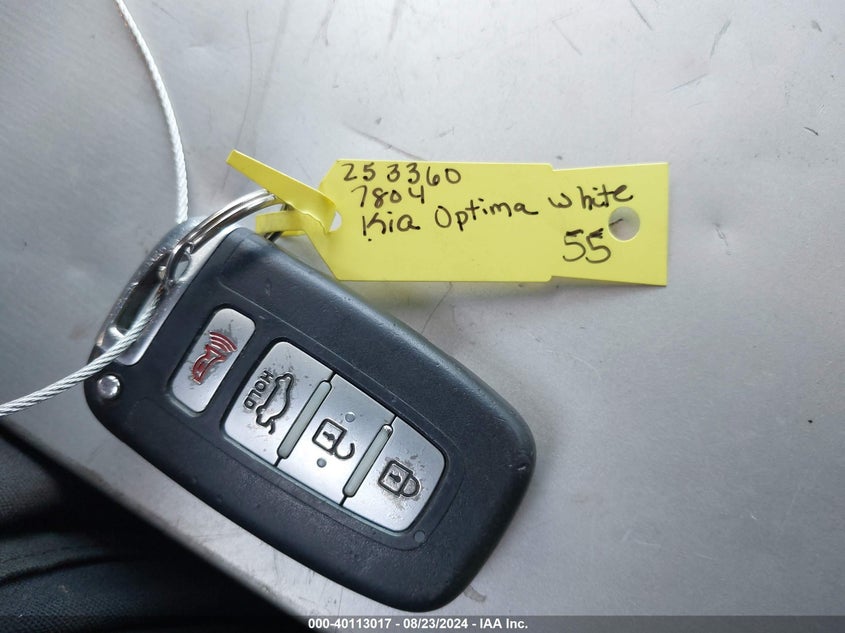 253360
7804
Kia Optima white
55
HOLD
000-40113017 - 08/23/2024 - IAA Inc.